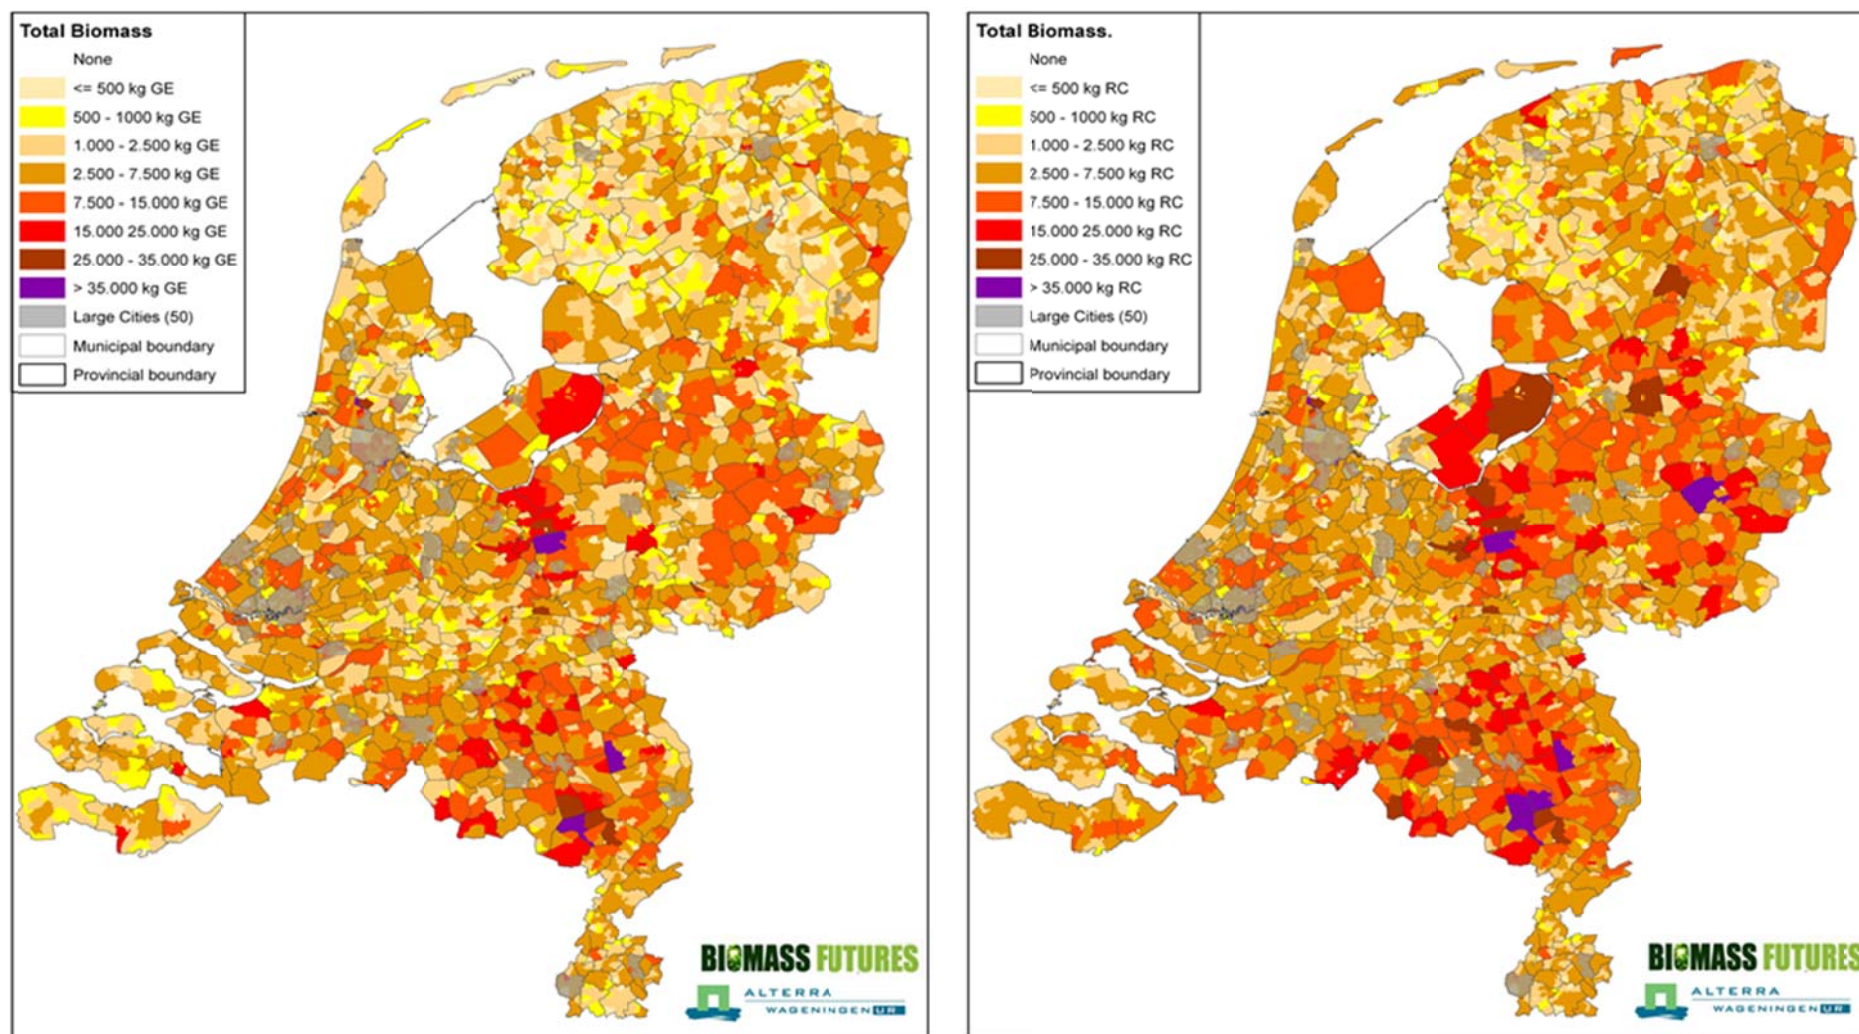 Total Biomass
None
<= 500 kg GE
500 - 1000 kg GE
1.000 - 2.500 kg GE
2.500 - 7.500 kg GE
7.500 - 15.000 kg GE
15.000 25.000 kg GE
25.000 - 35.000 kg GE
> 35.000 kg GE
Large Cities (50)
Municipal boundary
Provincial boundary
BIOMASS FUTURES
ALTERRA
WAGENINGEN UR
Total Biomass.
None
<= 500 kg RC
500 - 1000 kg RC
1.000 - 2.500 kg RC
2.500 - 7.500 kg RC
7.500 - 15.000 kg RC
15.000 25.000 kg RC
25.000 - 35.000 kg RC
> 35.000 kg RC
Large Cities (50)
Municipal boundary
Provincial boundary
BIOMASS FUTURES
ALTERRA
WAGENINGEN UR